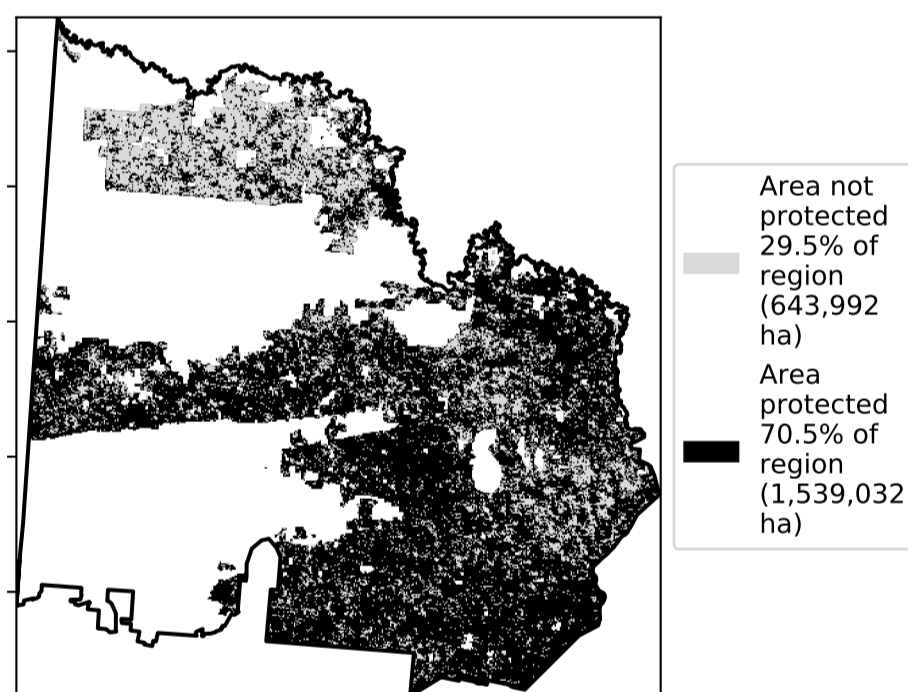 Area not
protected
29.5% of
region
(643,992
ha)
Area
protected
70.5% of
region
(1,539,032
ha)